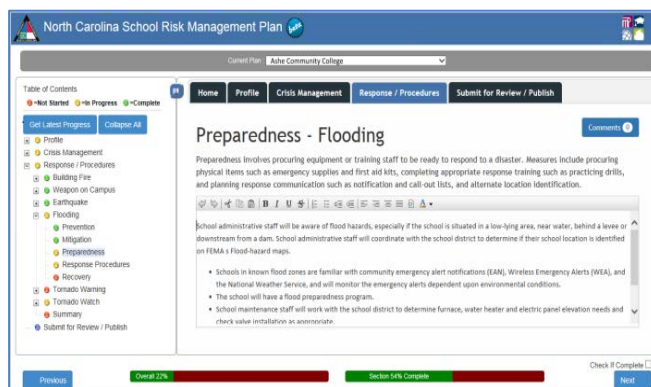 North Carolina School Risk Management Plan beta
Current Plan: Ashe Community College
Table of Contents
=Not Started =In Progress =Complete
Get Latest Progress Collapse All
Profile
Crisis Management
Response / Procedures
Building Fire
Weapon on Campus
Earthquake
Flooding
Prevention
Mitigation
Preparedness
Response Procedures
Recovery
Tornado Warning
Tornado Watch
Summary
Submit for Review / Publish
Home Profile Crisis Management Response / Procedures Submit for Review / Publish
Comments 0
Preparedness - Flooding
Preparedness involves procuring equipment or training staff to be ready to respond to a disaster. Measures include procuring
physical items such as emergency supplies and first aid kits, completing appropriate response training such as practicing drills,
and planning response communication such as notification and call-out lists, and alternate location identification.
B I U S A
School administrative staff will be aware of flood hazards, especially if the school is situated in a low-lying area, near water, behind a levee or
downstream from a dam. School administrative staff will coordinate with the school district to determine if their school location is identified
on FEMA s Flood-hazard maps.
• Schools in known flood zones are familiar with community emergency alert notifications (EAN), Wireless Emergency Alerts (WEA), and
the National Weather Service, and will monitor the emergency alerts dependent upon environmental conditions.
• The school will have a flood preparedness program.
• School maintenance staff will work with the school district to determine furnace, water heater and electric panel elevation needs and
check valve installation as appropriate.
Check If Complete
Previous Overall 22% Section 54% Complete Next